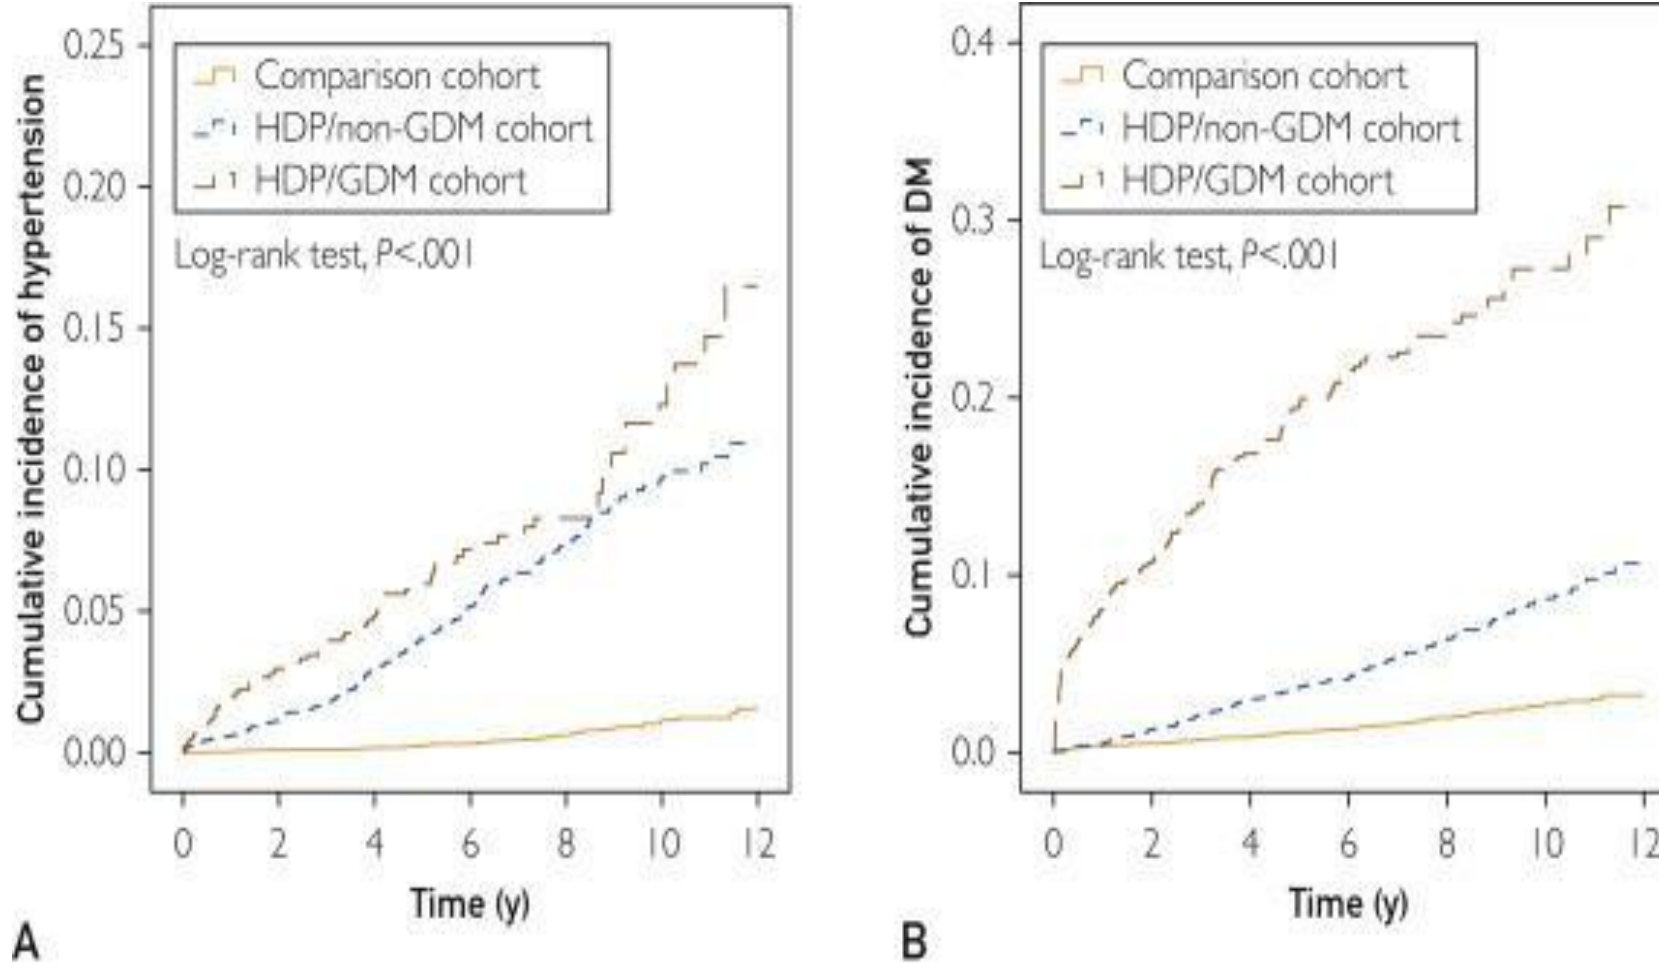 Cumulative incidence of hypertension
0.25
0.20
0.15
0.10
0.05
0.00
Comparison cohort
HDP/non-GDM cohort
HDP/GDM cohort
Log-rank test, P<.001
0 2 4 6 8 10 12
Time (y)
A
Cumulative incidence of DM
0.4
0.3
0.2
0.1
0.0
Comparison cohort
HDP/non-GDM cohort
HDP/GDM cohort
Log-rank test, P<.001
0 2 4 6 8 10 12
Time (y)
B